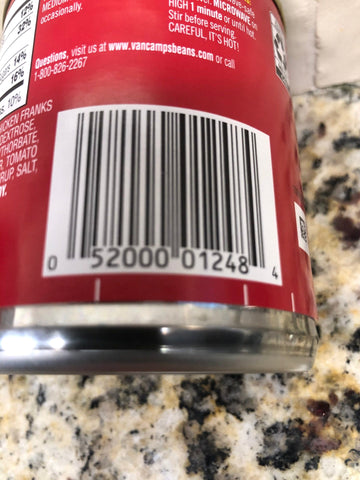 12%
32%
14%
16%
10%
MEDIUM
occasionally.
HIGH 1 minute or until hot.
Stir before serving.
CAREFUL, IT'S HOT!
Questions, visit us at www.vancampsbeans.com or call
1-800-826-2267
CHICKEN FRANKS
DEXTROSE,
TOMATO
SALT,
0 52000 01248 4